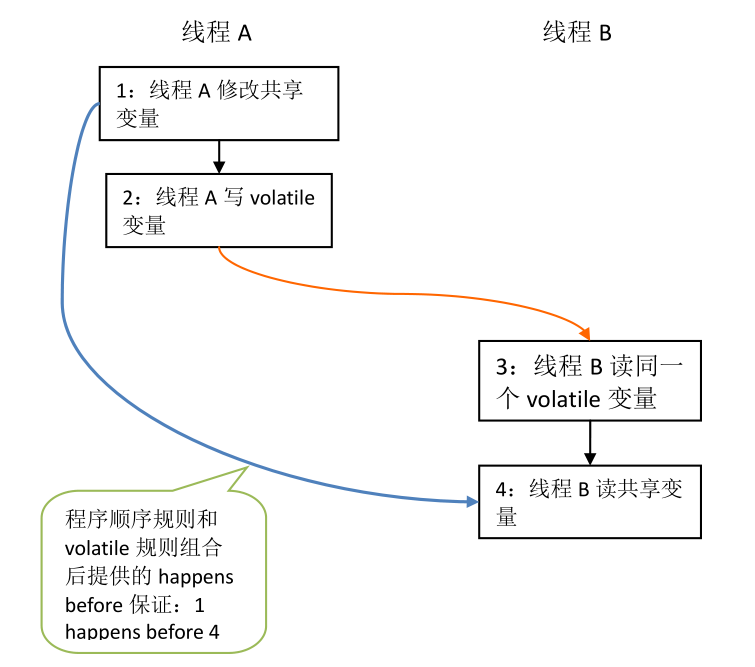 线程 A
线程 B
1：线程 A 修改共享
变量
2：线程 A 写 volatile
变量
3：线程 B 读同一
个 volatile 变量
4：线程 B 读共享变
量
程序顺序规则和
volatile 规则组合
后提供的 happens
before 保证：1
happens before 4